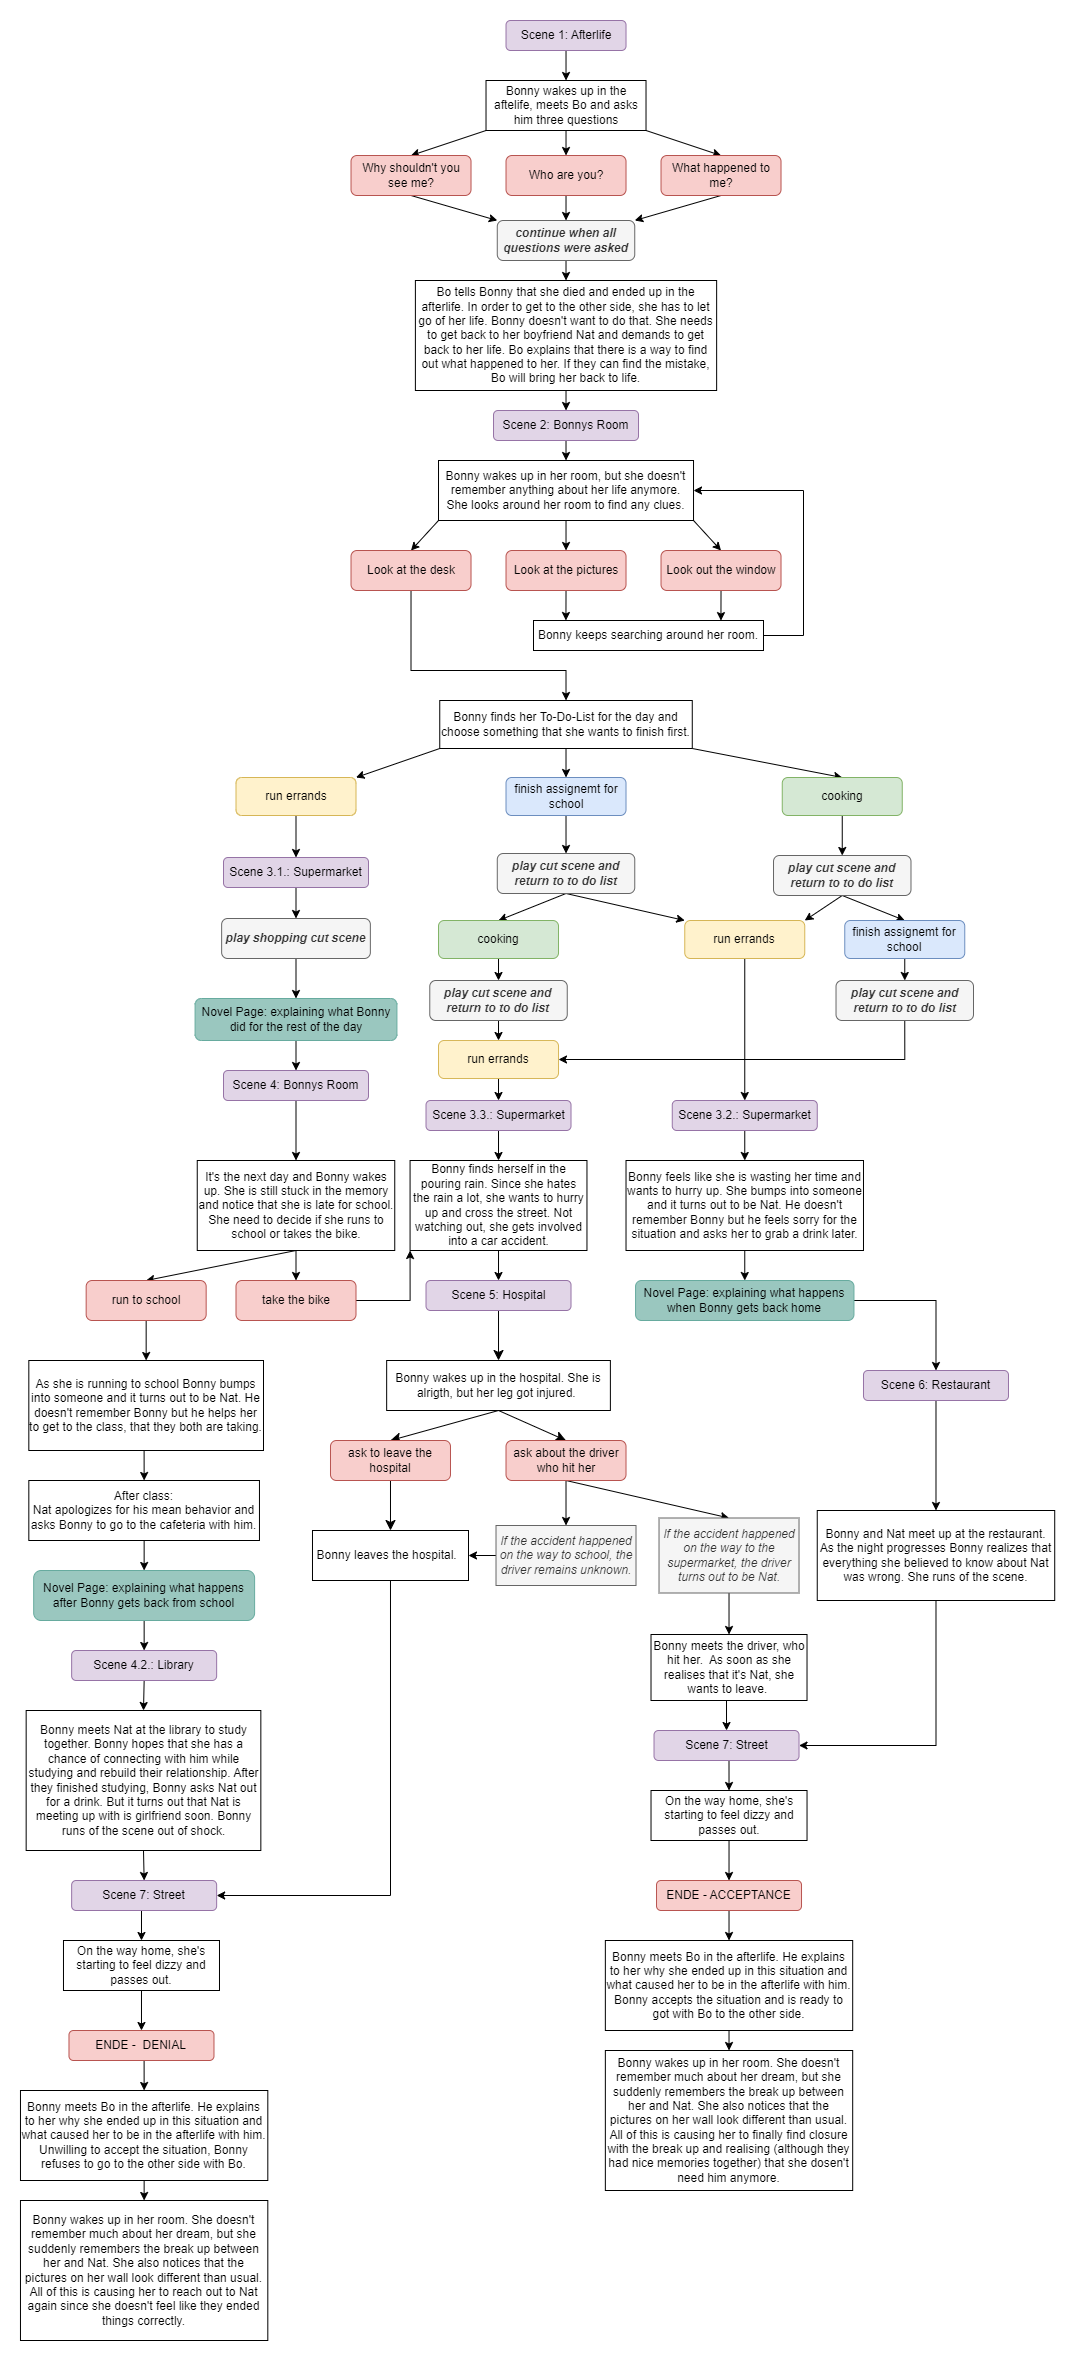 Scene 1: Afterlife
Bonny wakes up in the
aftelife, meets Bo and asks
him three questions
Why shouldn't you
see me?
Who are you?
What happened to
me?
continue when all
questions were asked
Bo tells Bonny that she died and ended up in the
afterlife. In order to get to the other side, she has to let
go of her life. Bonny doesn't want to do that. She needs
to get back to her boyfriend Nat and demands to get
back to her life. Bo explains that there is a way to find
out what happened to her. If they can find the mistake,
Bo will bring her back to life.
Scene 2: Bonnys Room
Bonny wakes up in her room, but she doesn't
remember anything about her life anymore.
She looks around her room to find any clues.
Look at the desk
Look at the pictures
Look out the window
Bonny keeps searching around her room.
Bonny finds her To-Do-List for the day and
choose something that she wants to finish first.
run errands
finish assignemt for
school
cooking
Scene 3.1.: Supermarket
play cut scene and
return to to do list
play cut scene and
return to to do list
play shopping cut scene
cooking
run errands
finish assignemt for
school
Novel Page: explaining what Bonny
did for the rest of the day
play cut scene and
return to to do list
play cut scene and
return to to do list
run errands
Scene 4: Bonnys Room
Scene 3.3.: Supermarket
Scene 3.2.: Supermarket
It's the next day and Bonny wakes
up. She is still stuck in the memory
and notice that she is late for school.
She need to decide if she runs to
school or takes the bike.
Bonny finds herself in the
pouring rain. Since she hates
the rain a lot, she wants to hurry
up and cross the street. Not
watching out, she gets involved
into a car accident.
Bonny feels like she is wasting her time and
wants to hurry up. She bumps into someone
and it turns out to be Nat. He doesn't
remember Bonny but he feels sorry for the
situation and asks her to grab a drink later.
run to school
take the bike
Scene 5: Hospital
Novel Page: explaining what happens
when Bonny gets back home
As she is running to school Bonny bumps
into someone and it turns out to be Nat. He
doesn't remember Bonny but he helps her
to get to the class, that they both are taking.
Bonny wakes up in the hospital. She is
alrigth, but her leg got injured.
Scene 6: Restaurant
ask to leave the
hospital
ask about the driver
who hit her
After class:
Nat apologizes for his mean behavior and
asks Bonny to go to the cafeteria with him.
Bonny leaves the hospital.
If the accident happened
on the way to school, the
driver remains unknown.
If the accident happened
on the way to the
supermarket, the driver
turns out to be Nat.
Bonny and Nat meet up at the restaurant.
As the night progresses Bonny realizes that
everything she believed to know about Nat
was wrong. She runs of the scene.
Novel Page: explaining what happens
after Bonny gets back from school
Scene 4.2.: Library
Bonny meets the driver, who
hit her.  As soon as she
realises that it's Nat, she
wants to leave.
Bonny meets Nat at the library to study
together. Bonny hopes that she has a
chance of connecting with him while
studying and rebuild their relationship. After
they finished studying, Bonny asks Nat out
for a drink. But it turns out that Nat is
meeting up with is girlfriend soon. Bonny
runs of the scene out of shock.
Scene 7: Street
On the way home, she's
starting to feel dizzy and
passes out.
Scene 7: Street
ENDE - ACCEPTANCE
On the way home, she's
starting to feel dizzy and
passes out.
Bonny meets Bo in the afterlife. He explains
to her why she ended up in this situation and
what caused her to be in the afterlife with him.
Bonny accepts the situation and is ready to
got with Bo to the other side.
ENDE -  DENIAL
Bonny wakes up in her room. She doesn't
remember much about her dream, but she
suddenly remembers the break up between
her and Nat. She also notices that the
pictures on her wall look different than usual.
All of this is causing her to finally find closure
with the break up and realising (although they
had nice memories together) that she dosen't
need him anymore.
Bonny meets Bo in the afterlife. He explains
to her why she ended up in this situation and
what caused her to be in the afterlife with him.
Unwilling to accept the situation, Bonny
refuses to go to the other side with Bo.
Bonny wakes up in her room. She doesn't
remember much about her dream, but she
suddenly remembers the break up between
her and Nat. She also notices that the
pictures on her wall look different than usual.
All of this is causing her to reach out to Nat
again since she doesn't feel like they ended
things correctly.